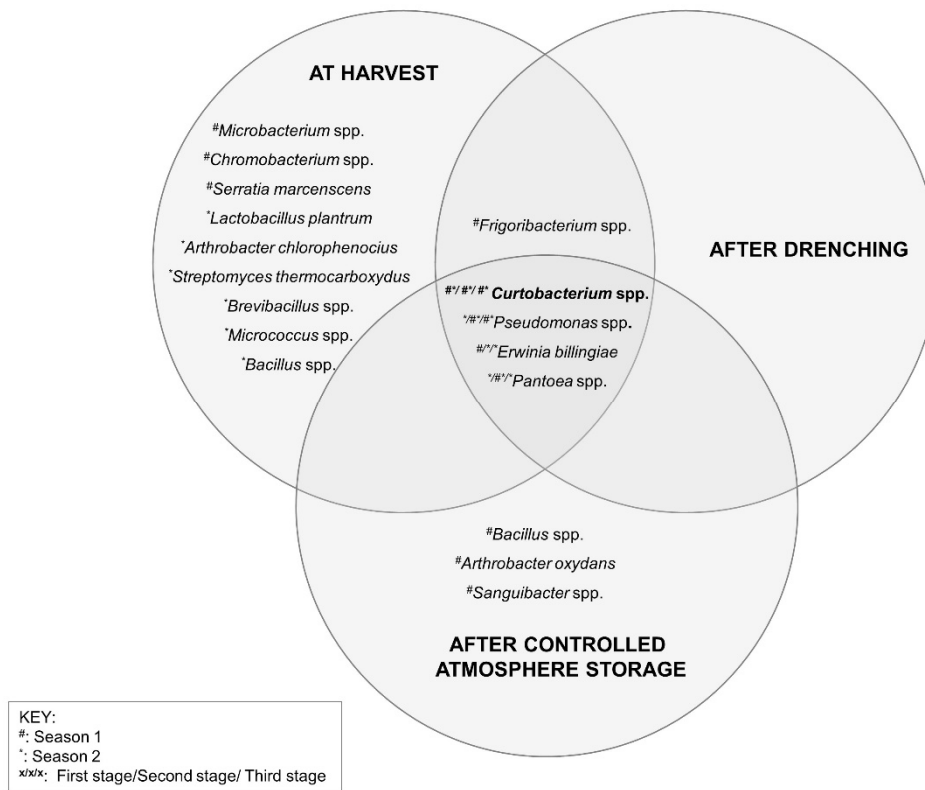 AT HARVEST
#Microbacterium spp.
#Chromobacterium spp.
#Serratia marcenscens
*Lactobacillus plantrum
*Arthrobacter chlorophenocius
*Streptomyces thermocarboxydus
*Brevibacillus spp.
*Micrococcus spp.
*Bacillus spp.
#Frigoribacterium spp.
AFTER DRENCHING
#*/ #*/ #* Curtobacterium spp.
*/#*/#*Pseudomonas spp.
#/*/*Erwinia billingiae
*/#*/*Pantoea spp.
#Bacillus spp.
#Arthrobacter oxydans
#Sanguibacter spp.
AFTER CONTROLLED
ATMOSPHERE STORAGE
KEY:
#: Season 1
*: Season 2
x/x/x: First stage/Second stage/ Third stage